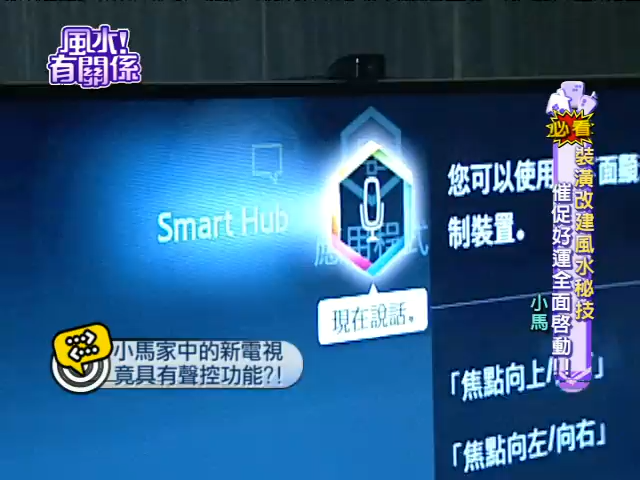 風水!
有關係
必看
裝潢改建風水秘技
催促好運全面啓動!!
小馬
Smart Hub
應用程式
您可以使用
面顯
制裝置。
現在說話。
小馬家中的新電視
竟具有聲控功能?!
「焦點向上/
「焦點向左/向右」